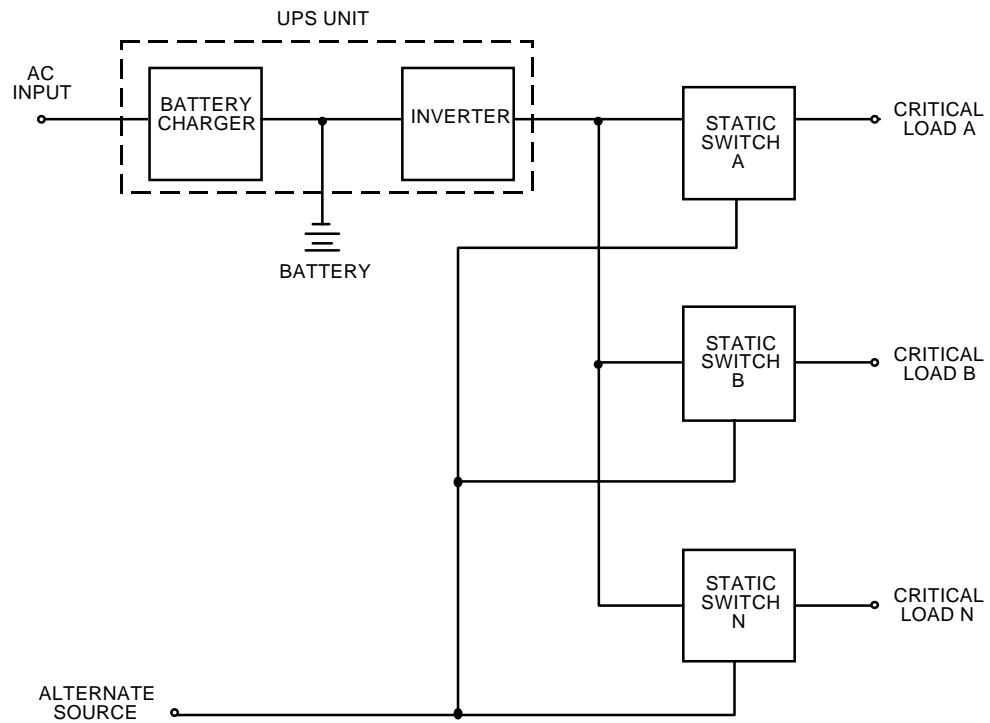 UPS UNIT
AC
INPUT
BATTERY
CHARGER
INVERTER
BATTERY
STATIC
SWITCH
A
CRITICAL
LOAD A
STATIC
SWITCH
B
CRITICAL
LOAD B
STATIC
SWITCH
N
CRITICAL
LOAD N
ALTERNATE
SOURCE